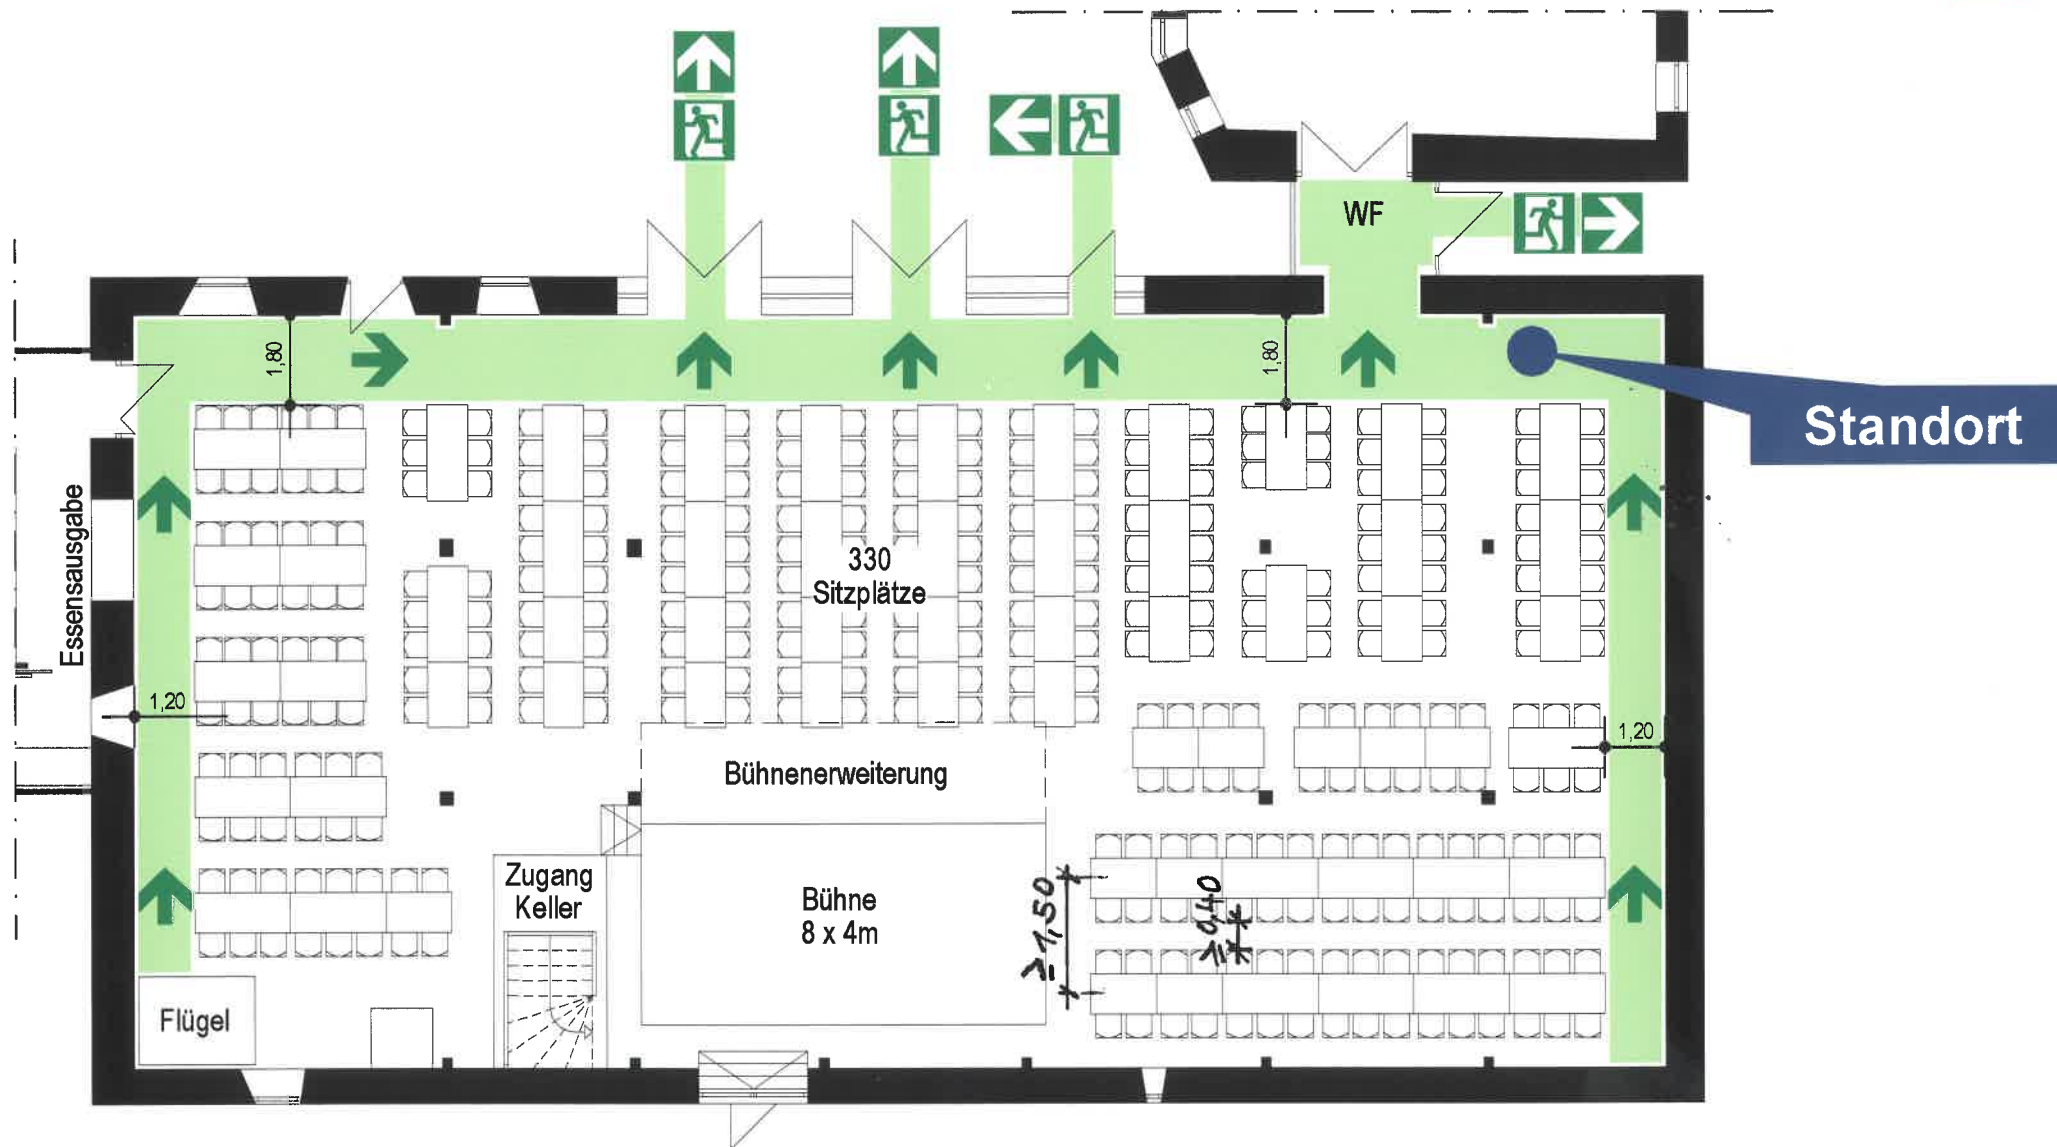 WF
1,80
1,80
Standort
Essensausgabe
330
Sitzplätze
1,20
1,20
Bühnenerweiterung
Zugang
Keller
Bühne
8 x 4m
≥1,50
≥0,40
Flügel